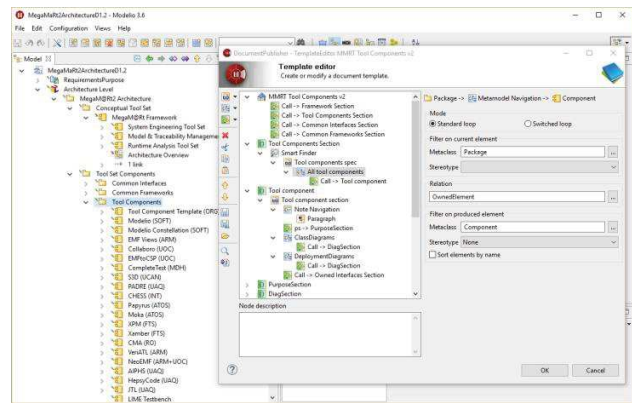 MegaMaRt2ArchitectureD1.2 - Modelio 3.6
File Edit Configuration Views Help
Model
MegaMaRt2ArchitectureD1.2
RequirementsPurpose
Architecture Level
MegaM@Rt2 Architecture
Conceptual Tool Set
MegaM@Rt Framework
System Engineering Tool Set
Model & Traceability Manageme
Runtime Analysis Tool Set
Architecture Overview
1 link
Tool Set Components
Common Interfaces
Common Frameworks
Tool Components
Tool Component Template (ORG
Modelio (SOFT)
Modelio Constellation (SOFT)
EMF Views (ARM)
Collaboro (UOC)
EMFtoCSP (UOC)
CompleteTest (MDH)
S3D (UCAN)
PADRE (UAQ)
CHESS (INT)
Papyrus (ATOS)
Moka (ATOS)
XPM (FTS)
Xamber (FTS)
CMA (RO)
VeriATL (ARM)
NeoEMF (ARM+UOC)
AIPHS (UAQ)
HepsyCode (UAQ)
JTL (UAQ)
LIME Testbench
DocumentPublisher - TemplateEditor MMRT Tool Components
Template editor
Create or modify a document template.
MMRT Tool Components v2
Call -> Framework Section
Call -> Tool Components Section
Call -> Common Interfaces Section
Call -> Common Frameworks Section
Tool Components Section
Smart Finder
Tool components spec
All tool components
Call -> Tool component
Tool component
Tool component section
Note Navigation
Paragraph
ps -> PurposeSection
ClassDiagrams
Call -> DiagSection
DeploymentDiagrams
Call -> DiagSection
Call -> Owned Interfaces Section
PurposeSection
DiagSection
Node description
Package -> Metamodel Navigation -> Component
Mode
Standard loop Switched loop
Filter on current element
Metaclass Package ...
Stereotype
Relation
OwnedElement ...
Filter on produced element
Metaclass Component ...
Stereotype None
Sort elements by name
OK Cancel